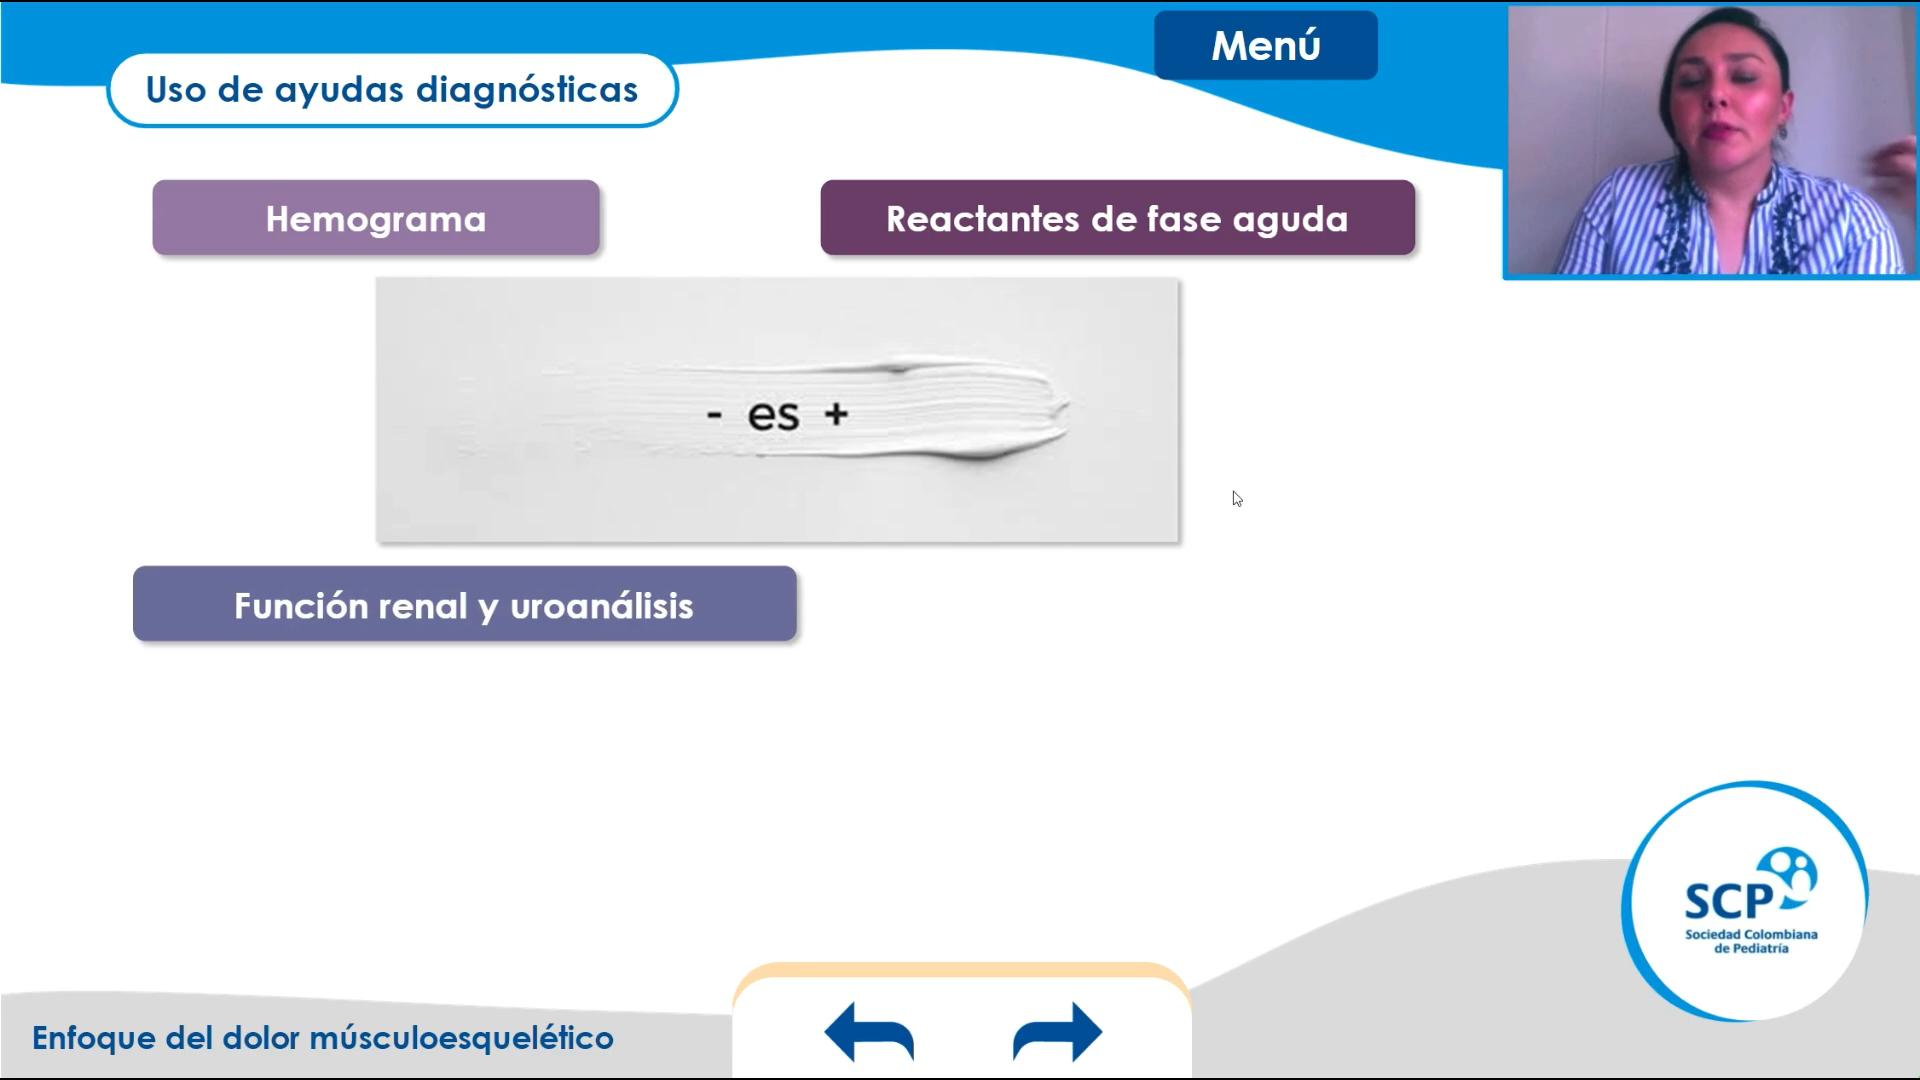 Menú
Uso de ayudas diagnósticas
Hemograma
Reactantes de fase aguda
- es +
Función renal y uroanálisis
SCP
Sociedad Colombiana
de Pediatría
Enfoque del dolor músculoesquelético